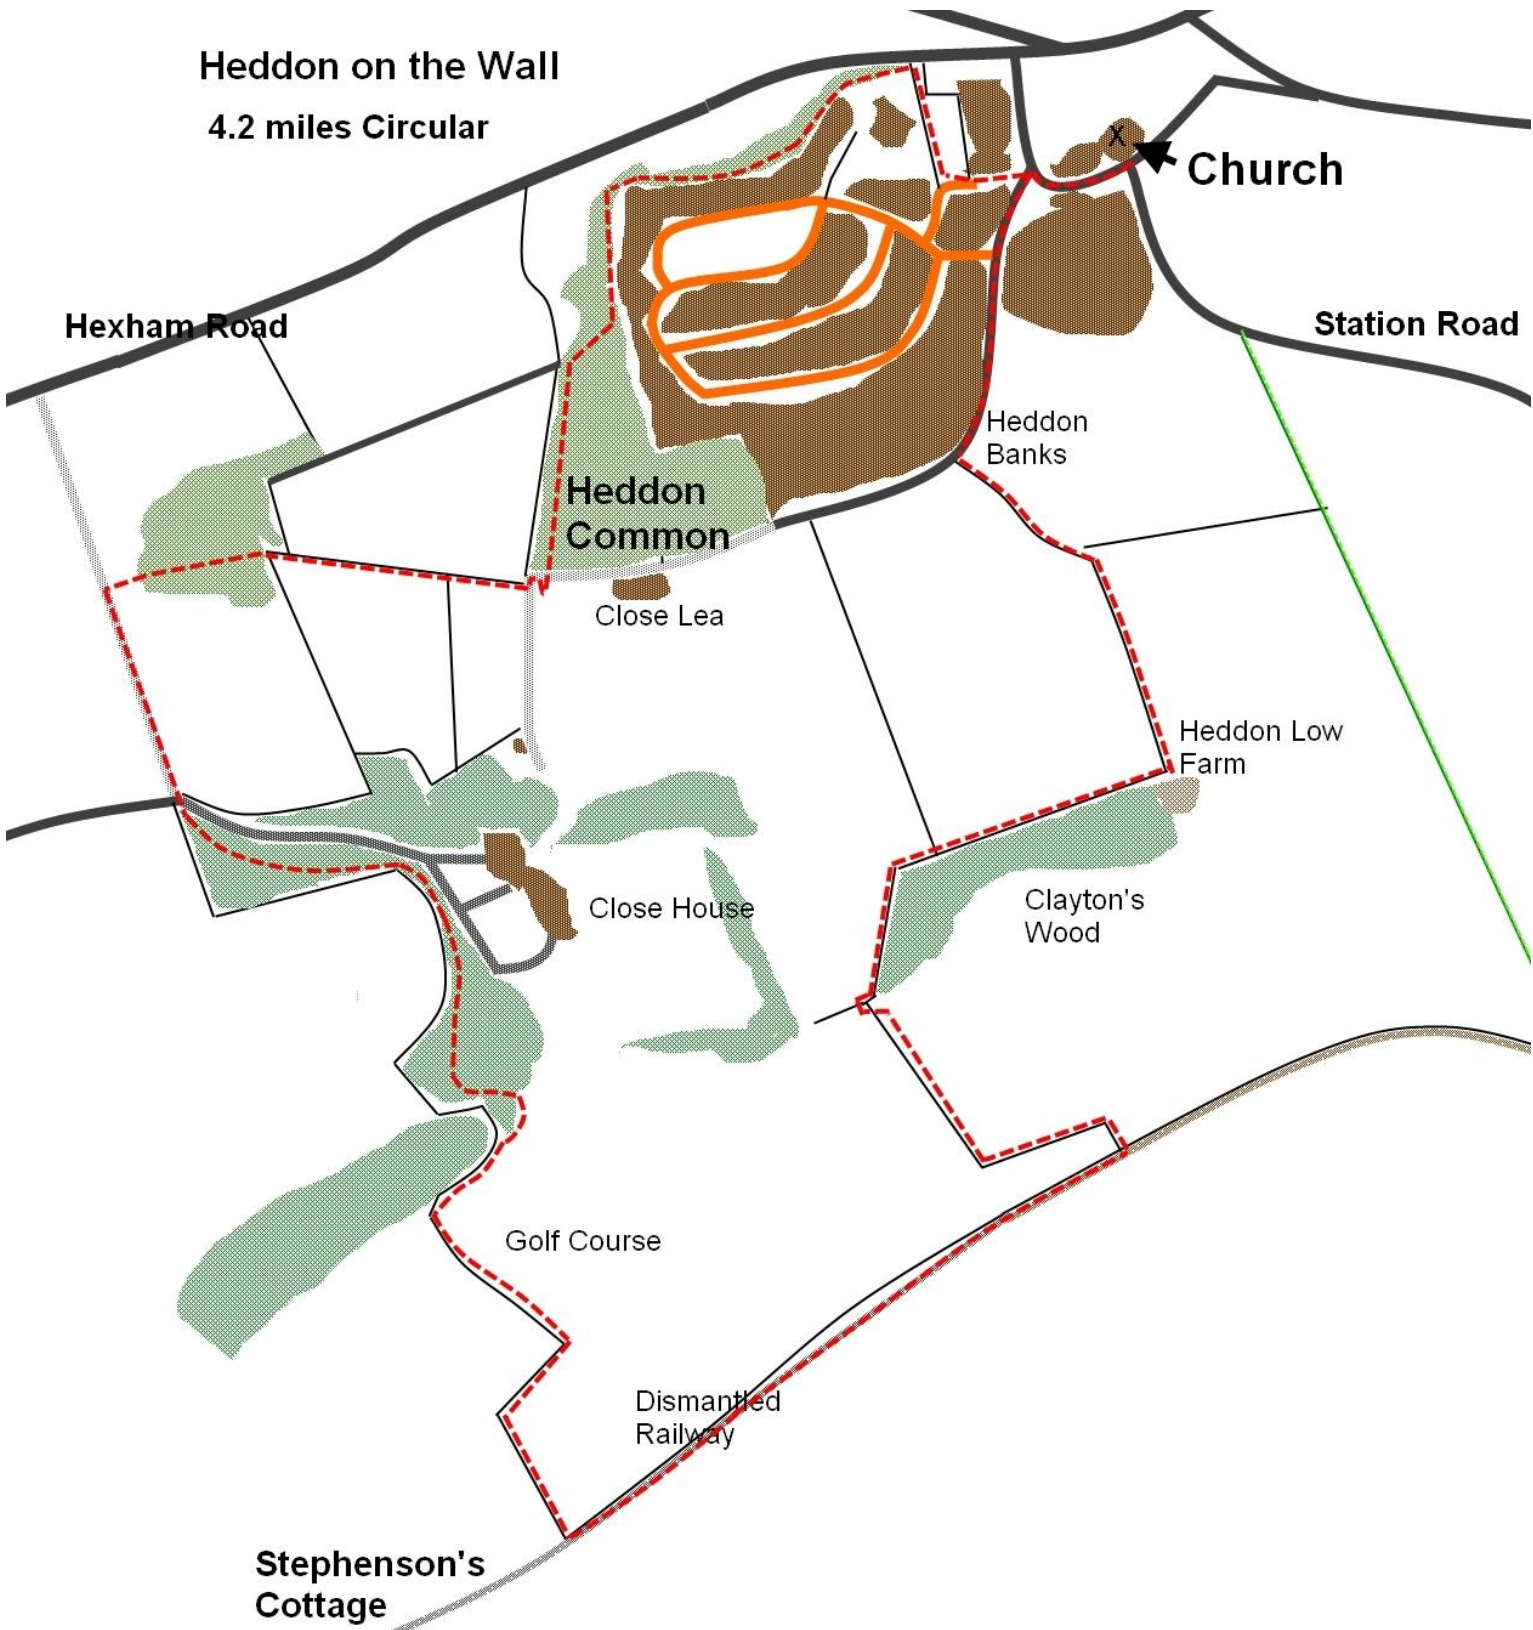 Heddon on the Wall
4.2 miles Circular
X
Church
Hexham Road
Station Road
Heddon
Banks
Heddon
Common
Close Lea
Heddon Low
Farm
Close House
Clayton's
Wood
Golf Course
Dismantled
Railway
Stephenson's
Cottage